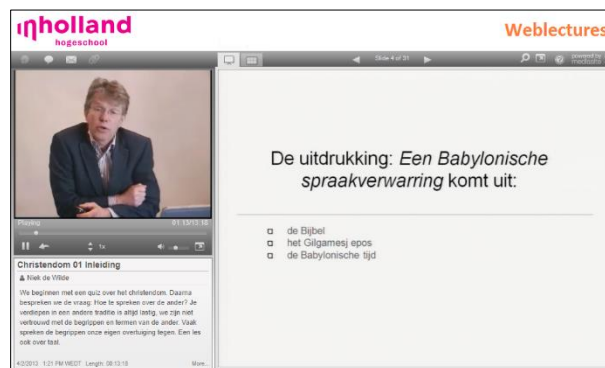 inholland
hogeschool
Weblectures
Slide 4 of 31
powered by
mediasite
Playing
01:13/13:18
1x
Christendom 01 Inleiding
Niek de Wilde
We beginnen met een quiz over het christendom. Daarna
bespreken we de vraag: Hoe te spreken over de ander? Je
verdiepen in een andere traditie is altijd lastig, we zijn niet
vertrouwd met de begrippen en termen van de ander. Vaak
spreken de begrippen onze eigen overtuiging tegen. Een les
ook over taal.
4/2/2013 1:21 PM WEDT Length: 00:13:18
More...
De uitdrukking: Een Babylonische
spraakverwarring komt uit:
de Bijbel
het Gilgamesj epos
de Babylonische tijd